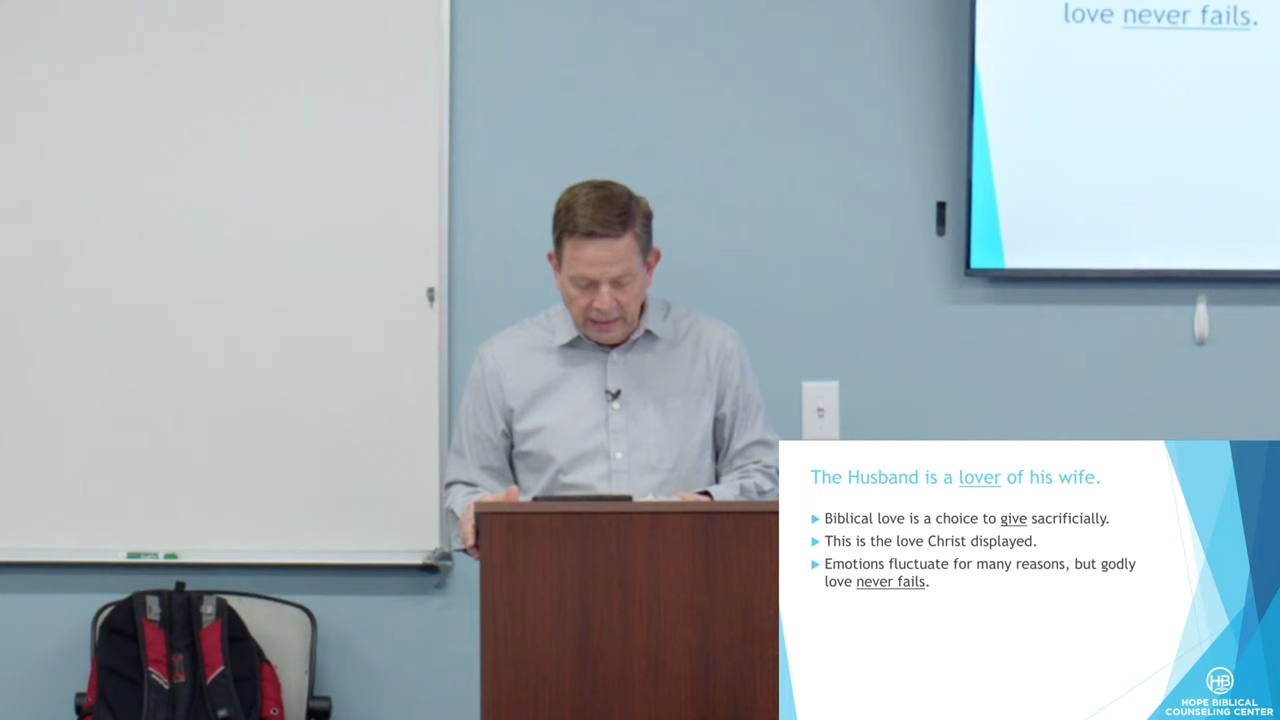 love never fails.
The Husband is a lover of his wife.
Biblical love is a choice to give sacrificially.
This is the love Christ displayed.
Emotions fluctuate for many reasons, but godly
love never fails.
HB
HOPE BIBLICAL
COUNSELING CENTER